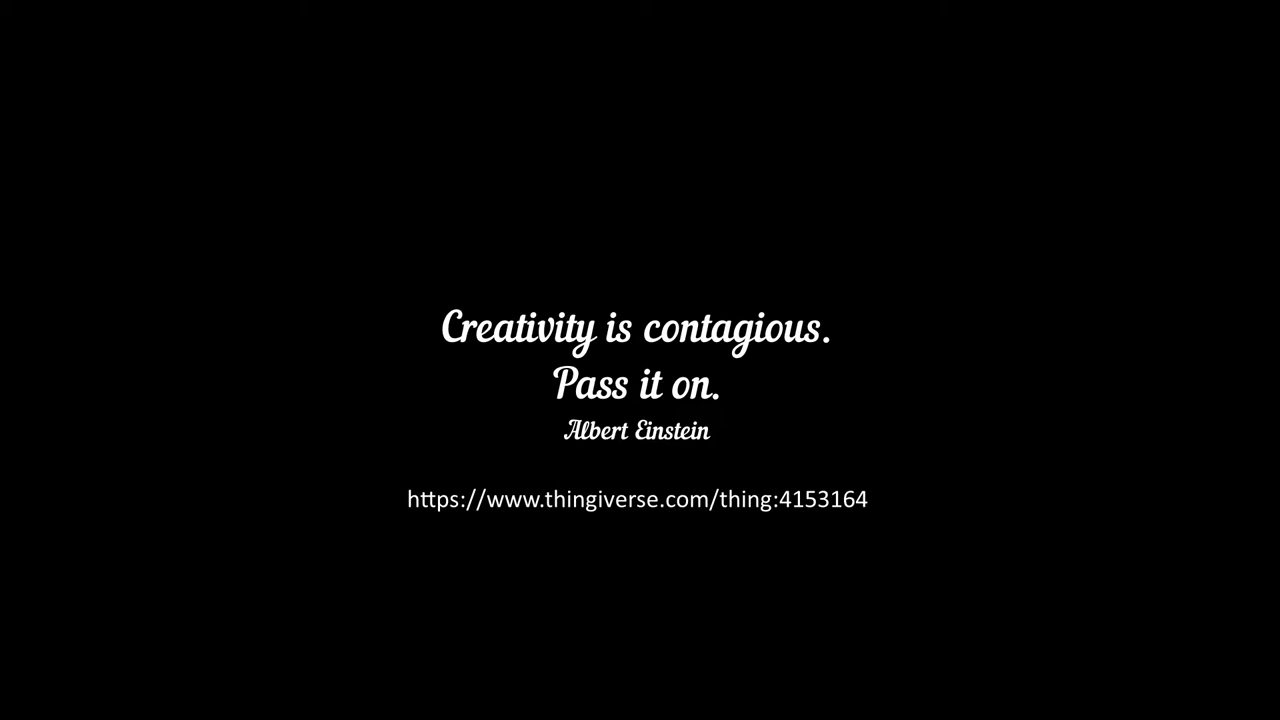 Creativity is contagious.
Pass it on.
Albert Einstein
https://www.thingiverse.com/thing:4153164